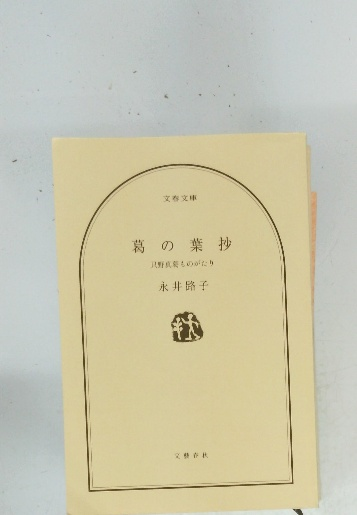 文春文庫
葛の葉抄
只野真葛ものがたり
永井路子
文藝春秋